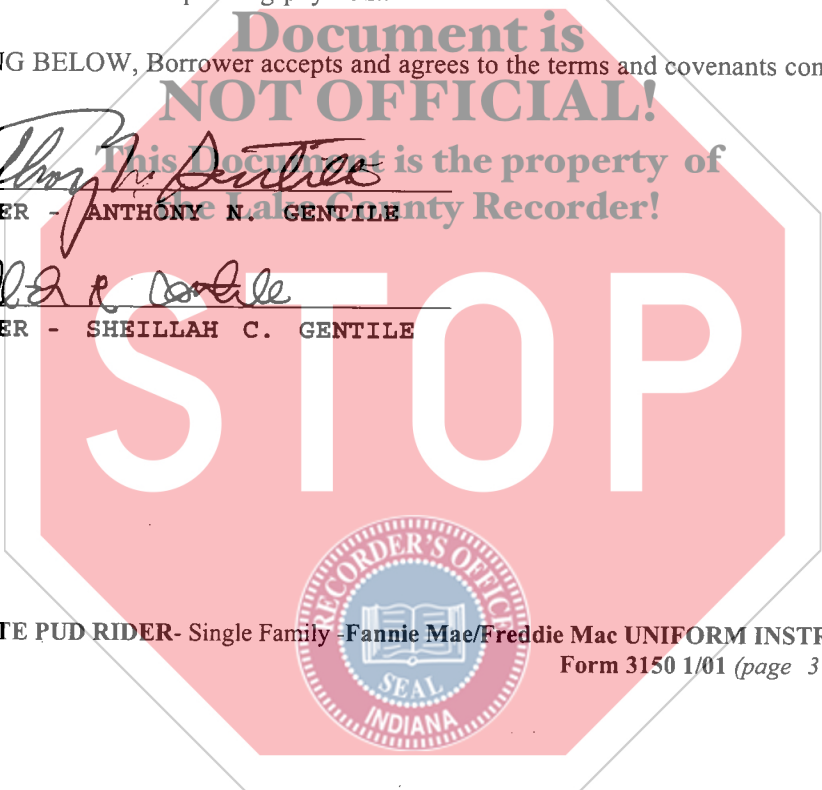 Document is
G BELOW, Borrower accepts and agrees to the terms and covenants con
NOT OFFICIAL!
This Document is the property of
the Lake County Recorder!
ER - ANTHONY N. GENTILE
ER - SHEILLAH C. GENTILE
STOP
RECORDER'S OFFICE
SEAL
INDIANA
TE PUD RIDER- Single Family -Fannie Mae/Freddie Mac UNIFORM INSTR
Form 3150 1/01 (page 3